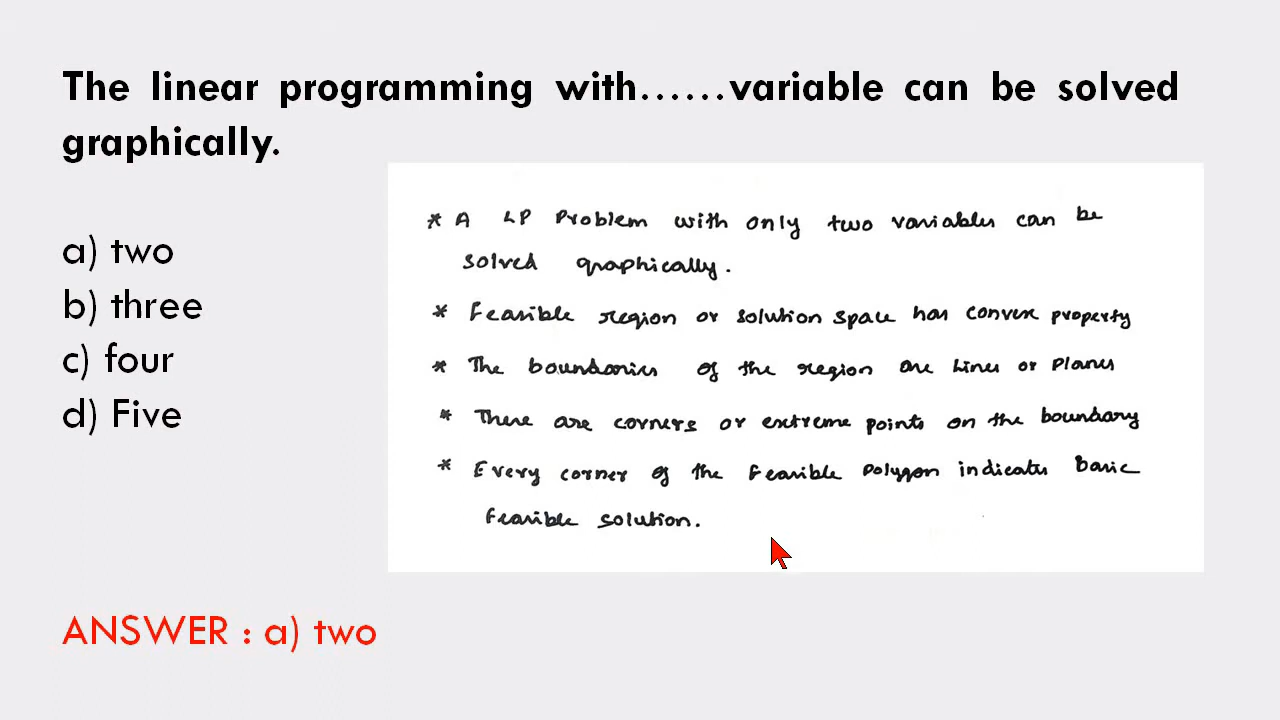 The linear programming with......variable can be solved
graphically.
a) two
b) three
c) four
d) Five
* A LP Problem with only two variables can be
solved graphically.
* Feasible region or solution space has convex property
* The boundaries of the region are lines or planes
* There are corners or extreme points on the boundary
* Every corner of the Feasible polygon indicates Basic
Feasible solution.
ANSWER : a) two